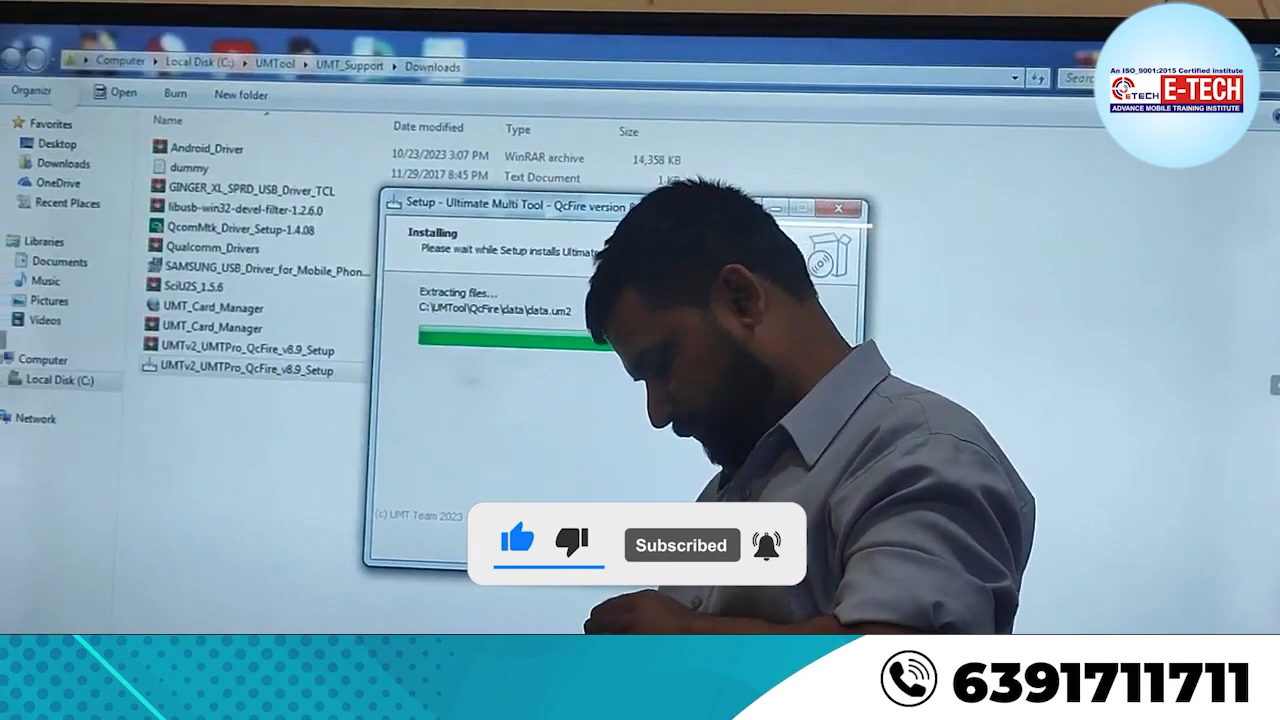 Computer ▸ Local Disk (C:) ▸ UMTool ▸ UMT_Support ▸ Downloads
An ISO_9001:2015 Certified institute
ETECH E-TECH
ADVANCE MOBILE TRAINING INSTITUTE
Open Burn New folder
Name Date modified Type Size
Favorites
Desktop
Downloads
OneDrive
Recent Places
Libraries
Documents
Music
Pictures
Videos
Computer
Local Disk (C:)
Network
Android_Driver 10/23/2023 3:07 PM WinRAR archive 14,358 KB
dummy 11/29/2017 8:45 PM Text Document
GINGER_XL_SPRD_USB_Driver_TCL
libusb-win32-devel-filter-1.2.6.0
QcomMtk_Driver_Setup-1.4.08
Qualcomm_Drivers
SAMSUNG_USB_Driver_for_Mobile_Phon...
SciU2S_1.5.6
UMT_Card_Manager
UMT_Card_Manager
UMTv2_UMTPro_QcFire_v8.9_Setup
UMTv2_UMTPro_QcFire_v8.9_Setup
Setup - Ultimate Multi Tool - QcFire version
Installing
Please wait while Setup installs
Extracting files...
C:\UMTool\QcFire\data\data.um2
(c) UMT Team 2023
Subscribed
6391711711